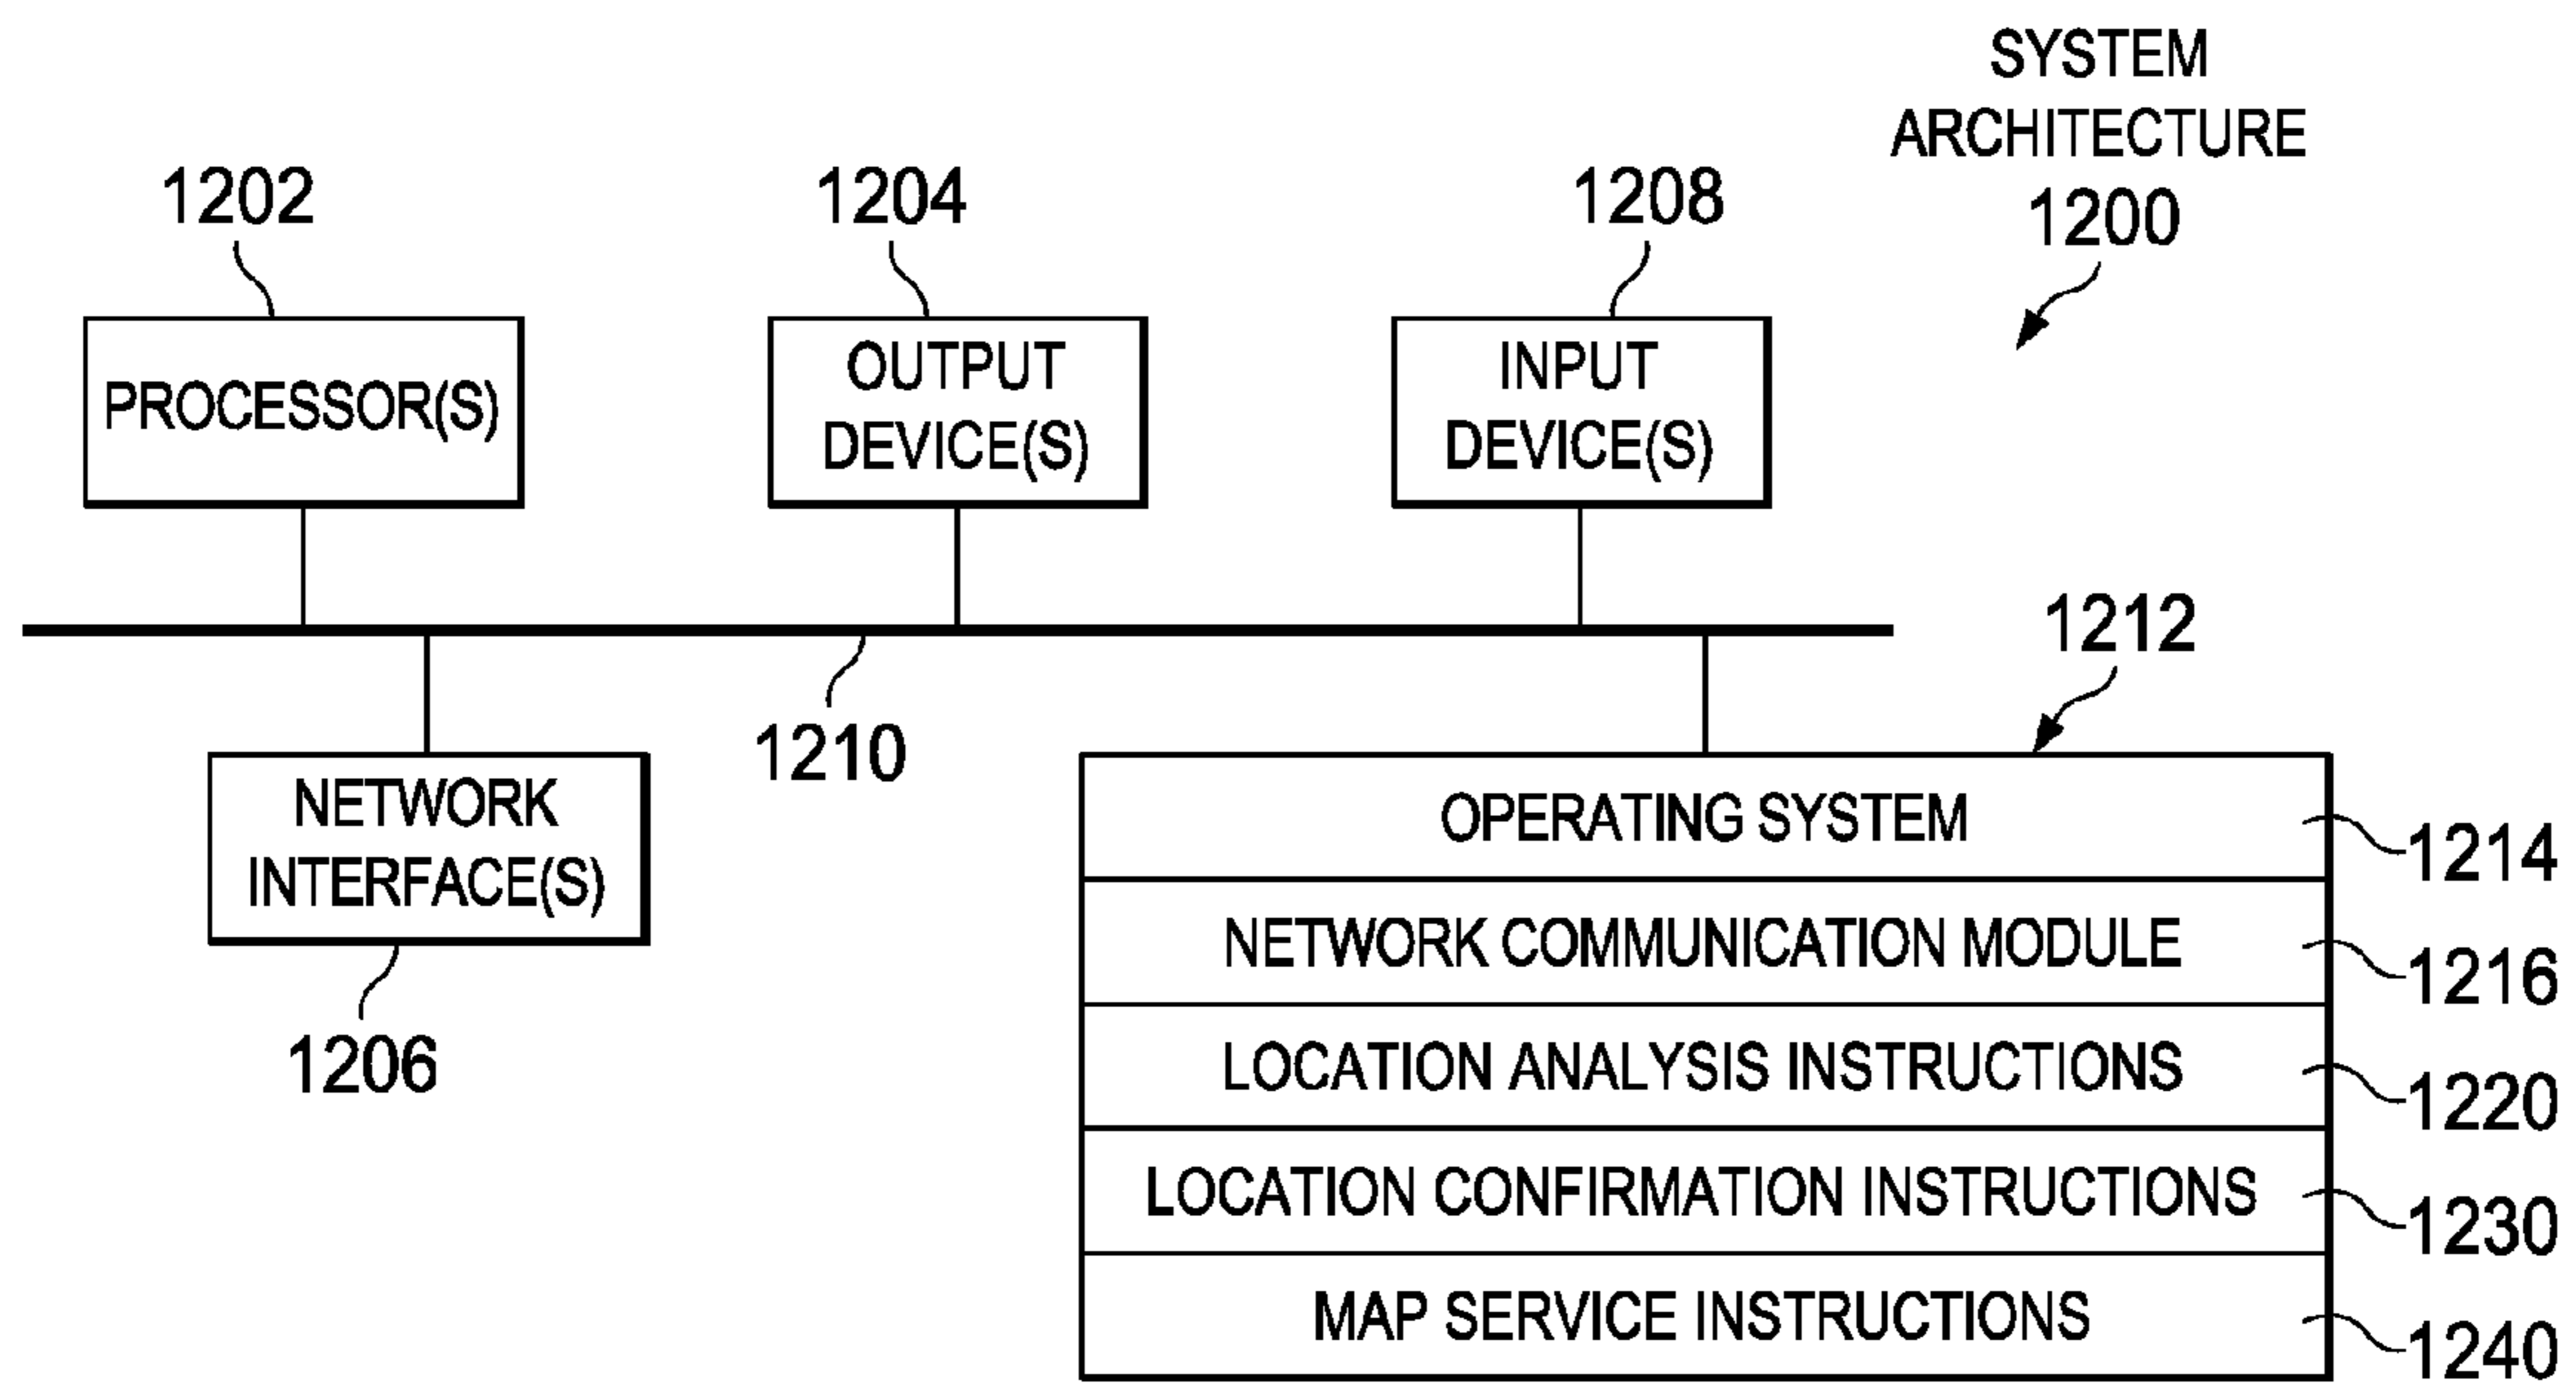 SYSTEM
ARCHITECTURE
1200
1202
1204
1208
PROCESSOR(S)
OUTPUT
DEVICE(S)
INPUT
DEVICE(S)
1210
1212
NETWORK
INTERFACE(S)
1206
OPERATING SYSTEM
1214
NETWORK COMMUNICATION MODULE
1216
LOCATION ANALYSIS INSTRUCTIONS
1220
LOCATION CONFIRMATION INSTRUCTIONS
1230
MAP SERVICE INSTRUCTIONS
1240